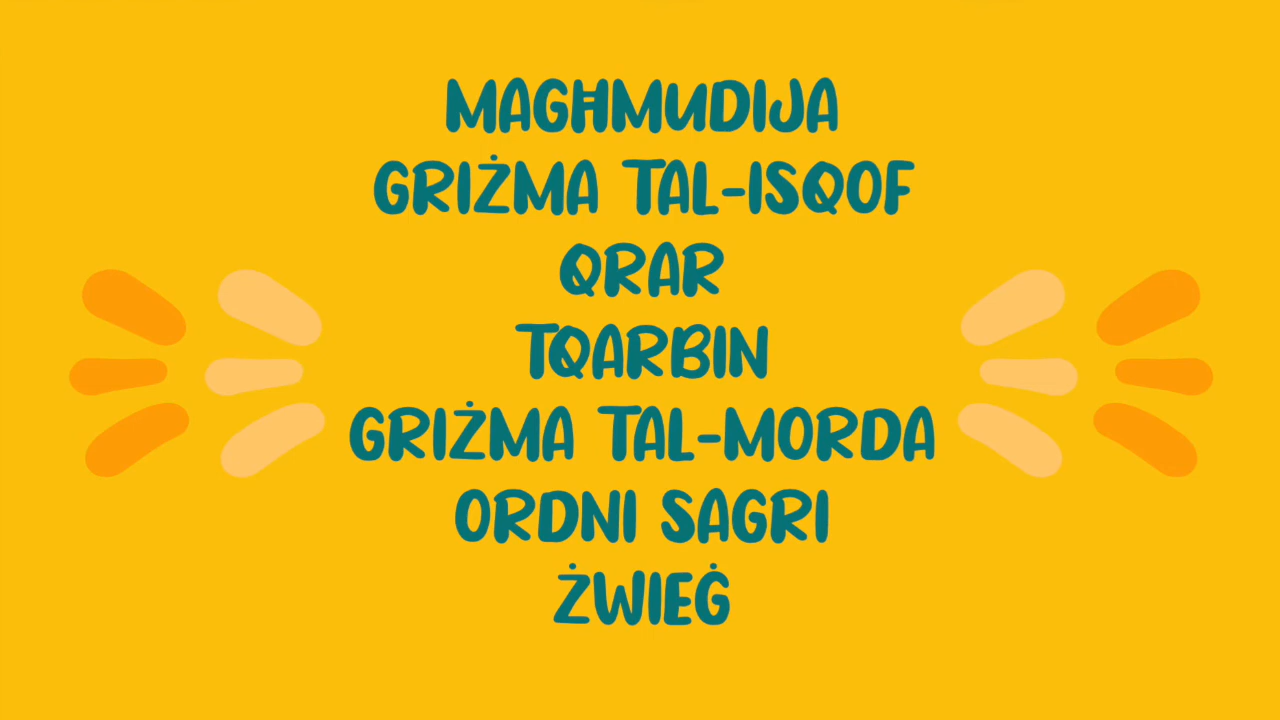 MAGĦMUDIJA
GRIŻMA TAL-ISQOF
QRAR
TQARBIN
GRIŻMA TAL-MORDA
ORDNI SAGRI
ŻWIEĠ